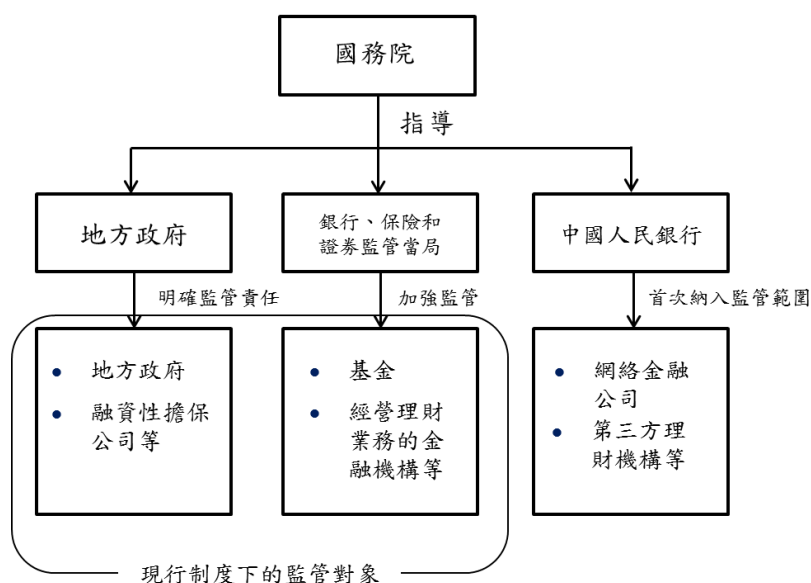 國務院
指導
地方政府
銀行、保險和
證券監管當局
中國人民銀行
明確監管責任
加強監管
首次納入監管範圍
• 地方政府
• 融資性擔保
公司等
• 基金
• 經營理財
業務的金
融機構等
• 網絡金融
公司
• 第三方理
財機構等
現行制度下的監管對象